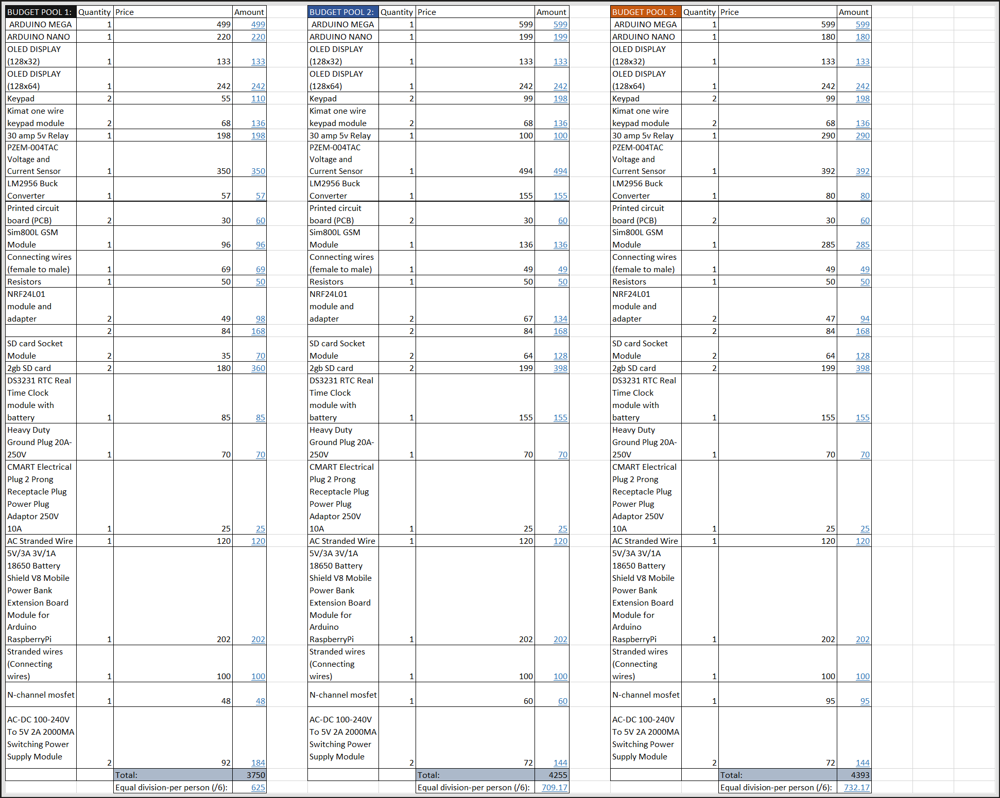 BUDGET POOL 1: Quantity Price Amount BUDGET POOL 2: Quantity Price Amount BUDGET POOL 3: Quantity Price Amount
ARDUINO MEGA 1 499 499 ARDUINO MEGA 1 599 599 ARDUINO MEGA 1 599 599
ARDUINO NANO 1 220 220 ARDUINO NANO 1 199 199 ARDUINO NANO 1 180 180
OLED DISPLAY OLED DISPLAY OLED DISPLAY
(128x32) 1 133 133 (128x32) 1 133 133 (128x32) 1 133 133
OLED DISPLAY OLED DISPLAY OLED DISPLAY
(128x64) 1 242 242 (128x64) 1 242 242 (128x64) 1 242 242
Keypad 2 55 110 Keypad 2 99 198 Keypad 2 99 198
Kimat one wire Kimat one wire Kimat one wire
keypad module 2 68 136 keypad module 2 68 136 keypad module 2 68 136
30 amp 5v Relay 1 198 198 30 amp 5v Relay 1 100 100 30 amp 5v Relay 1 290 290
PZEM-004TAC PZEM-004TAC PZEM-004TAC
Voltage and Voltage and Voltage and
Current Sensor 1 350 350 Current Sensor 1 494 494 Current Sensor 1 392 392
LM2956 Buck LM2956 Buck LM2956 Buck
Converter 1 57 57 Converter 1 155 155 Converter 1 80 80
Printed circuit Printed circuit Printed circuit
board (PCB) 2 30 60 board (PCB) 2 30 60 board (PCB) 2 30 60
Sim800L GSM Sim800L GSM Sim800L GSM
Module 1 96 96 Module 1 136 136 Module 1 285 285
Connecting wires Connecting wires Connecting wires
(female to male) 1 69 69 (female to male) 1 49 49 (female to male) 1 49 49
Resistors 1 50 50 Resistors 1 50 50 Resistors 1 50 50
NRF24L01 NRF24L01 NRF24L01
module and module and module and
adapter 2 49 98 adapter 2 67 134 adapter 2 47 94
2 84 168 2 84 168 2 84 168
SD card Socket SD card Socket SD card Socket
Module 2 35 70 Module 2 64 128 Module 2 64 128
2gb SD card 2 180 360 2gb SD card 2 199 398 2gb SD card 2 199 398
DS3231 RTC Real DS3231 RTC Real DS3231 RTC Real
Time Clock Time Clock Time Clock
module with module with module with
battery 1 85 85 battery 1 155 155 battery 1 155 155
Heavy Duty Heavy Duty Heavy Duty
Ground Plug 20A- Ground Plug 20A- Ground Plug 20A-
250V 1 70 70 250V 1 70 70 250V 1 70 70
CMART Electrical CMART Electrical CMART Electrical
Plug 2 Prong Plug 2 Prong Plug 2 Prong
Receptacle Plug Receptacle Plug Receptacle Plug
Power Plug Power Plug Power Plug
Adaptor 250V Adaptor 250V Adaptor 250V
10A 1 25 25 10A 1 25 25 10A 1 25 25
AC Stranded Wire 1 120 120 AC Stranded Wire 1 120 120 AC Stranded Wire 1 120 120
5V/3A 3V/1A 5V/3A 3V/1A 5V/3A 3V/1A
18650 Battery 18650 Battery 18650 Battery
Shield V8 Mobile Shield V8 Mobile Shield V8 Mobile
Power Bank Power Bank Power Bank
Extension Board Extension Board Extension Board
Module for Module for Module for
Arduino Arduino Arduino
RaspberryPi 1 202 202 RaspberryPi 1 202 202 RaspberryPi 1 202 202
Stranded wires Stranded wires Stranded wires
(Connecting (Connecting (Connecting
wires) 1 100 100 wires) 1 100 100 wires) 1 100 100
N-channel mosfet 1 48 48 N-channel mosfet 1 60 60 N-channel mosfet 1 95 95
AC-DC 100-240V AC-DC 100-240V AC-DC 100-240V
To 5V 2A 2000MA To 5V 2A 2000MA To 5V 2A 2000MA
Switching Power Switching Power Switching Power
Supply Module 2 92 184 Supply Module 2 72 144 Supply Module 2 72 144
Total: 3750 Total: 4255 Total: 4393
Equal division-per person (/6): 625 Equal division-per person (/6): 709.17 Equal division-per person (/6): 732.17